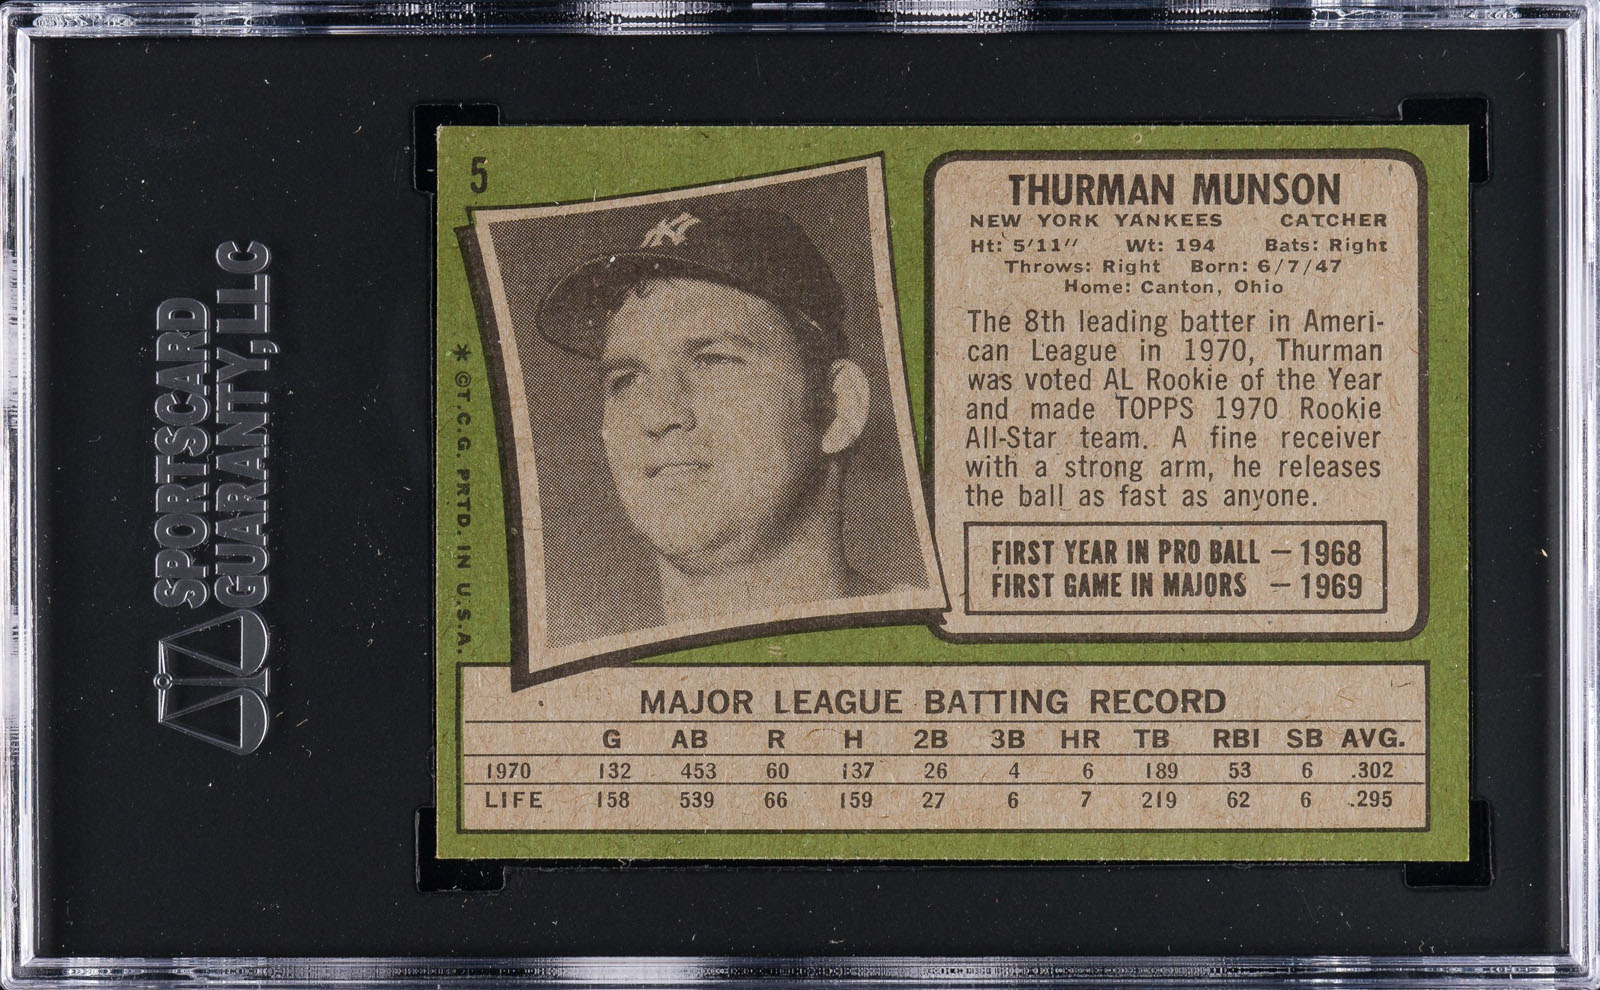 SPORTSCARD
GUARANTY, LLC
5
NY
* ©T.C.G. PRTD. IN U.S.A.
THURMAN MUNSON
NEW YORK YANKEES CATCHER
Ht: 5'11" Wt: 194 Bats: Right
Throws: Right Born: 6/7/47
Home: Canton, Ohio
The 8th leading batter in Ameri-
can League in 1970, Thurman
was voted AL Rookie of the Year
and made TOPPS 1970 Rookie
All-Star team. A fine receiver
with a strong arm, he releases
the ball as fast as anyone.
FIRST YEAR IN PRO BALL – 1968
FIRST GAME IN MAJORS – 1969
MAJOR LEAGUE BATTING RECORD
G AB R H 2B 3B HR TB RBI SB AVG.
1970 132 453 60 137 26 4 6 189 53 6 .302
LIFE 158 539 66 159 27 6 7 219 62 6 .295